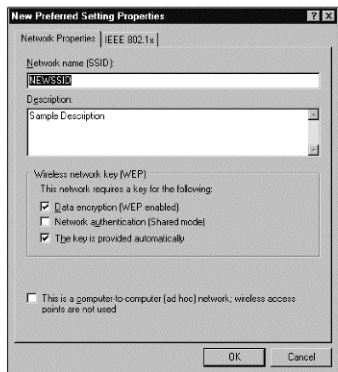 New Preferred Setting Properties
Network Properties IEEE 802.1x
Network name (SSID):
NEWSSID
Description:
Sample Description
Wireless network key (WEP)
This network requires a key for the following:
Data encryption (WEP enabled)
Network authentication (Shared mode)
The key is provided automatically
This is a computer-to-computer (ad hoc) network; wireless access
points are not used
OK Cancel